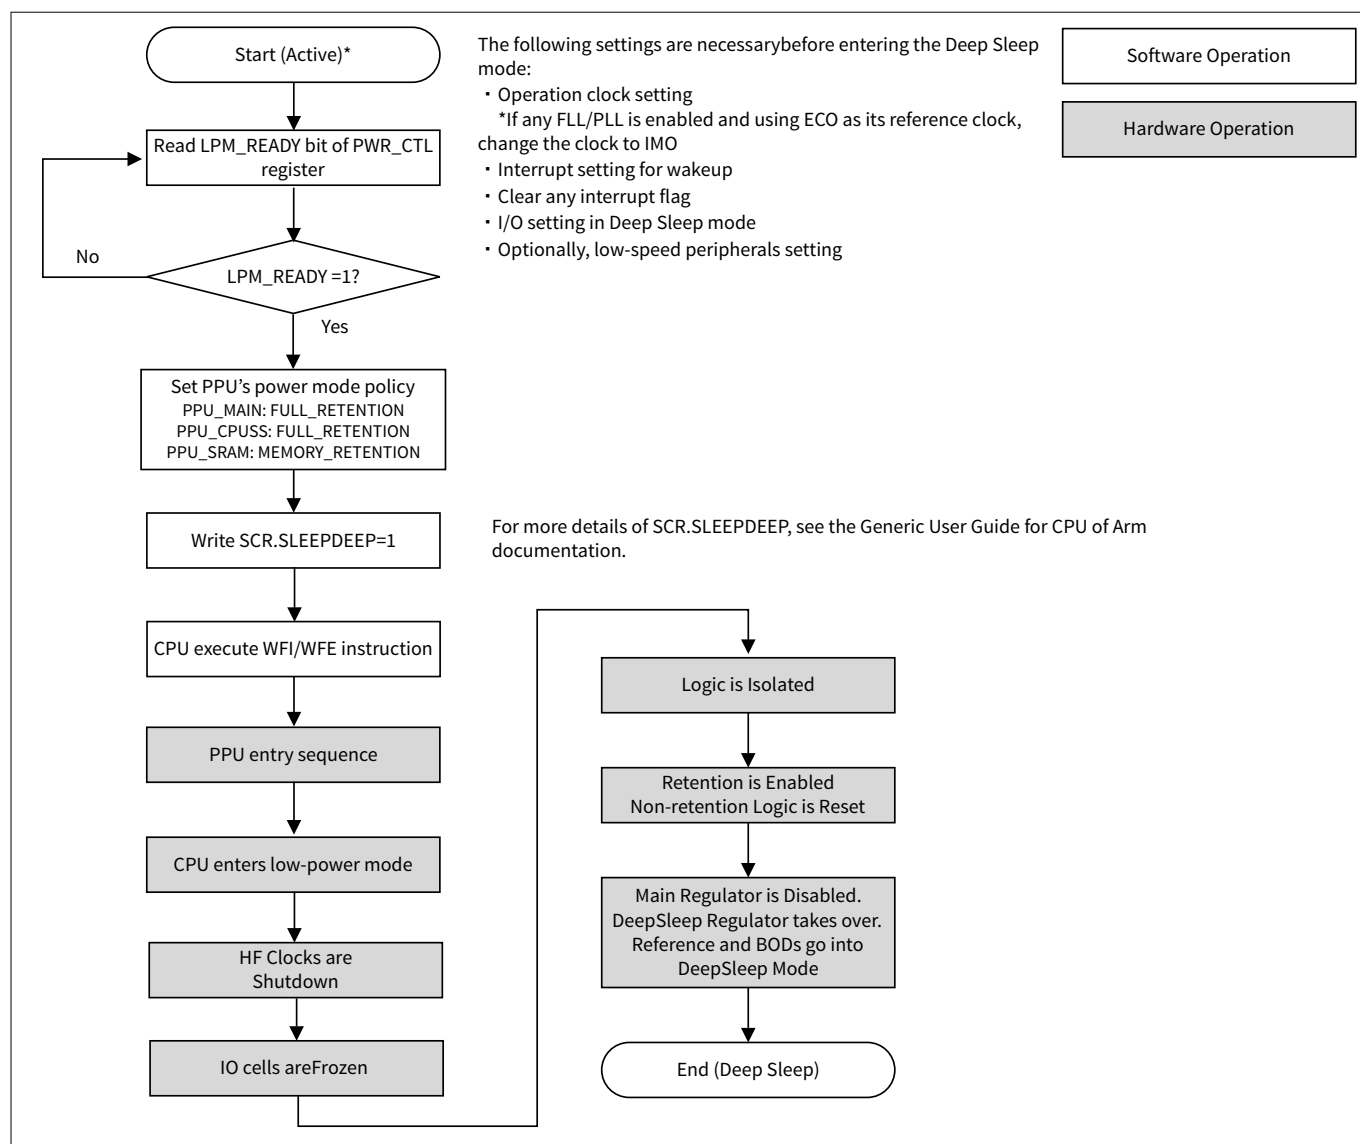 Start (Active)*
Read LPM_READY bit of PWR_CTL
register
No
LPM_READY =1?
Yes
Set PPU’s power mode policy
PPU_MAIN: FULL_RETENTION
PPU_CPUSS: FULL_RETENTION
PPU_SRAM: MEMORY_RETENTION
Write SCR.SLEEPDEEP=1
CPU execute WFI/WFE instruction
PPU entry sequence
CPU enters low-power mode
HF Clocks are
Shutdown
IO cells areFrozen
The following settings are necessarybefore entering the Deep Sleep
mode:
・Operation clock setting
*If any FLL/PLL is enabled and using ECO as its reference clock,
change the clock to IMO
・Interrupt setting for wakeup
・Clear any interrupt flag
・I/O setting in Deep Sleep mode
・Optionally, low-speed peripherals setting
Software Operation
Hardware Operation
For more details of SCR.SLEEPDEEP, see the Generic User Guide for CPU of Arm
documentation.
Logic is Isolated
Retention is Enabled
Non-retention Logic is Reset
Main Regulator is Disabled.
DeepSleep Regulator takes over.
Reference and BODs go into
DeepSleep Mode
End (Deep Sleep)